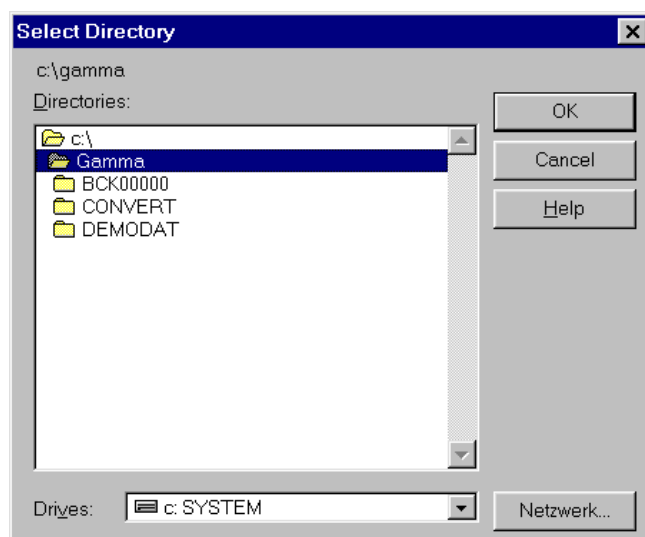 Select Directory
c:\gamma
Directories:
OK
c:\
Gamma
Cancel
BCK00000
CONVERT
Help
DEMODAT
Drives:
c: SYSTEM
Netzwerk...